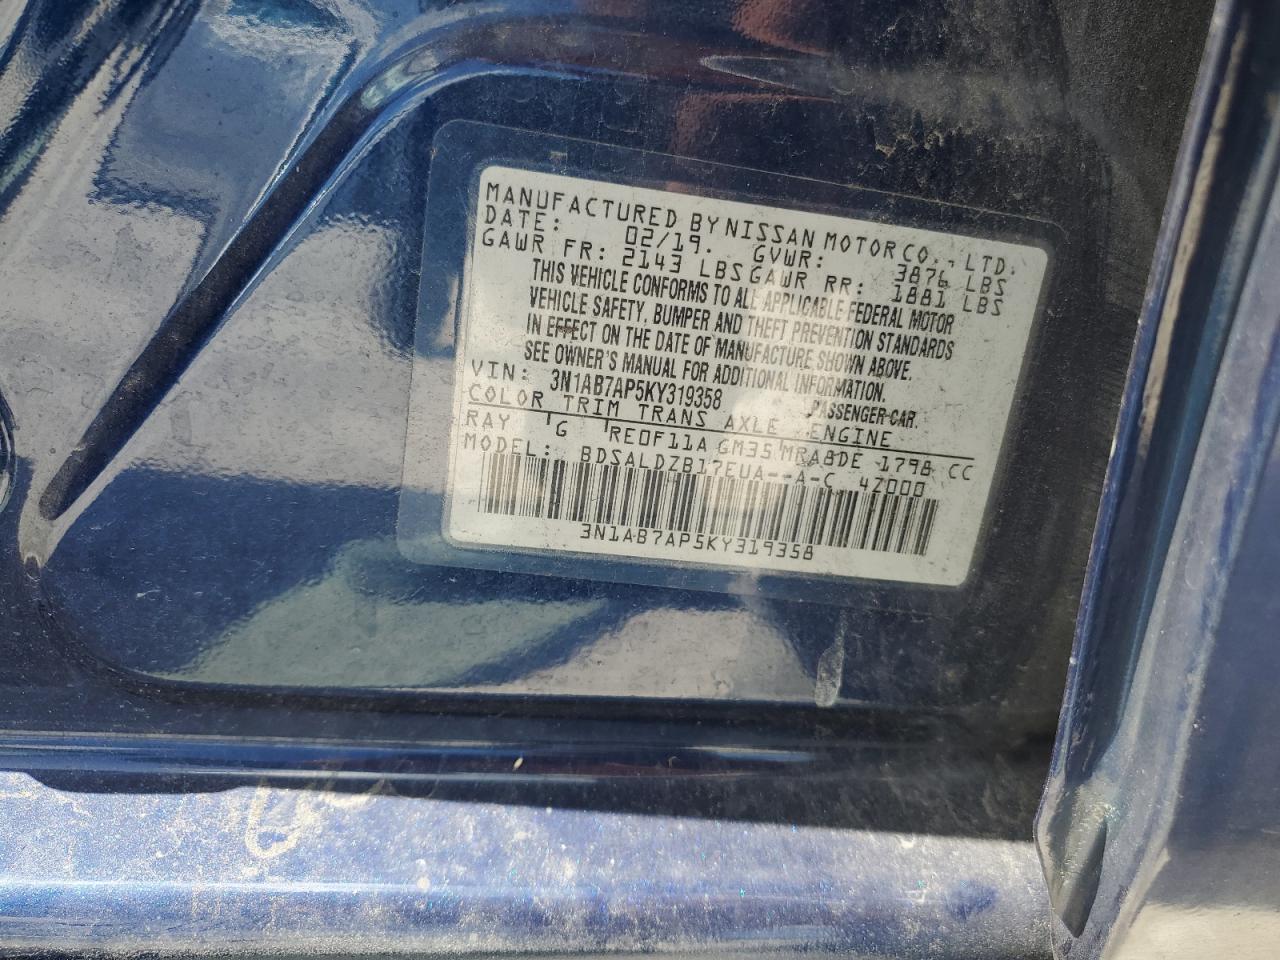 MANUFACTURED BY NISSAN MOTOR CO., LTD.
DATE: 02/19. GVWR: 3876 LBS
GAWR FR: 2143 LBS GAWR RR: 1881 LBS
THIS VEHICLE CONFORMS TO ALL APPLICABLE FEDERAL MOTOR
VEHICLE SAFETY, BUMPER AND THEFT PREVENTION STANDARDS
IN EFFECT ON THE DATE OF MANUFACTURE SHOWN ABOVE.
SEE OWNER'S MANUAL FOR ADDITIONAL INFORMATION.
VIN: 3N1AB7AP5KY319358 PASSENGER CAR.
COLOR TRIM TRANS AXLE ENGINE
RAY G RE0F11A GM35 MRA8DE 1798 CC
MODEL: BDSALDZB17EUA--A-C 4Z000
3N1AB7AP5KY319358